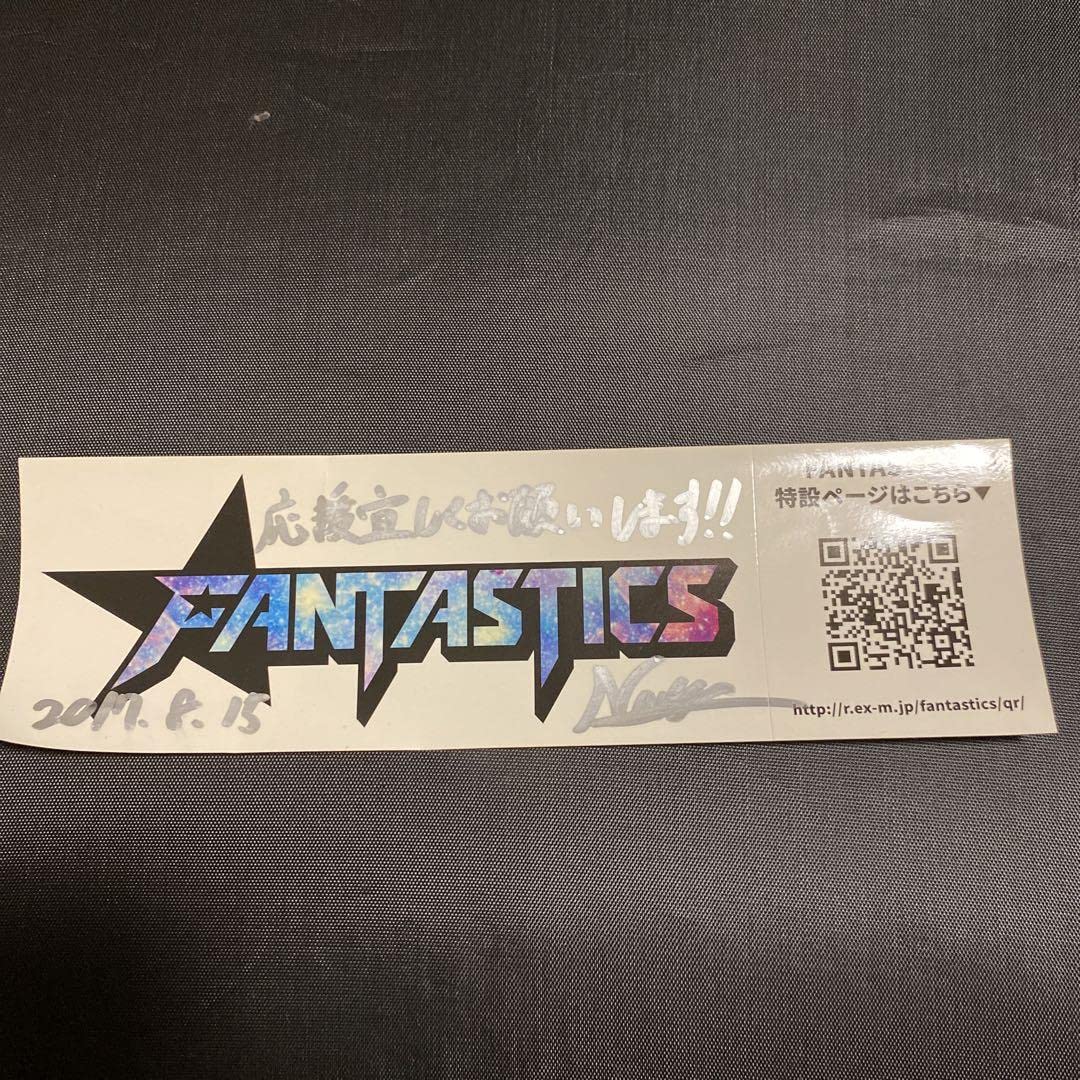 応援宜しくお願いします!!
FANTASTICS
2017.8.15
特設ページはこちら▼
http://r.ex-m.jp/fantastics/qr/